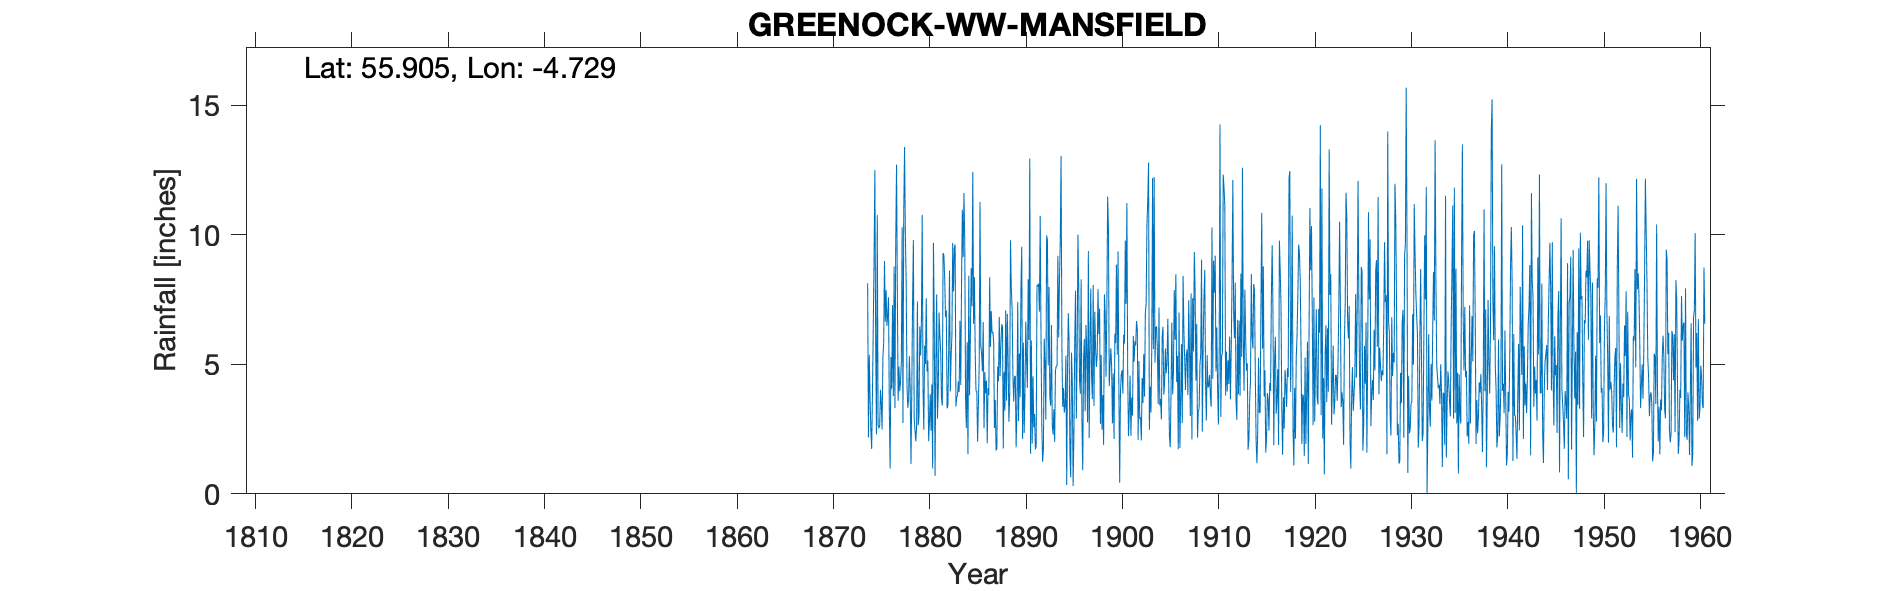 GREENOCK-WW-MANSFIELD
Lat: 55.905, Lon: -4.729
15
10
5
0
Rainfall [inches]
1810 1820 1830 1840 1850 1860 1870 1880 1890 1900 1910 1920 1930 1940 1950 1960
Year